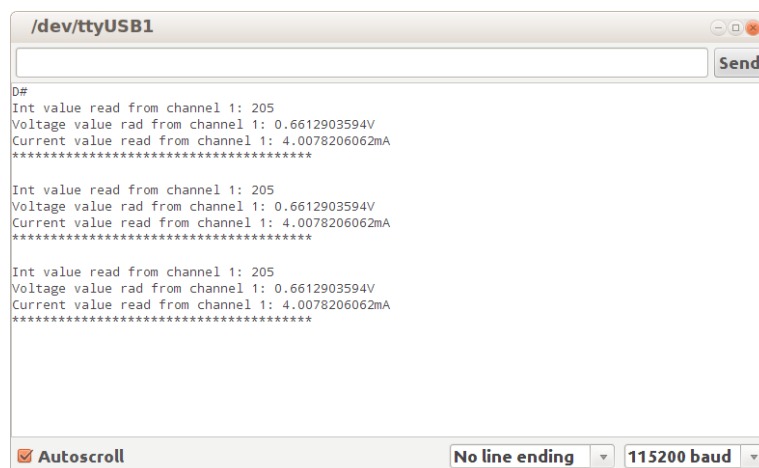 /dev/ttyUSB1
Send
D#
Int value read from channel 1: 205
Voltage value rad from channel 1: 0.6612903594V
Current value read from channel 1: 4.0078206062mA
***************************************
Int value read from channel 1: 205
Voltage value rad from channel 1: 0.6612903594V
Current value read from channel 1: 4.0078206062mA
***************************************
Int value read from channel 1: 205
Voltage value rad from channel 1: 0.6612903594V
Current value read from channel 1: 4.0078206062mA
***************************************
Autoscroll No line ending 115200 baud